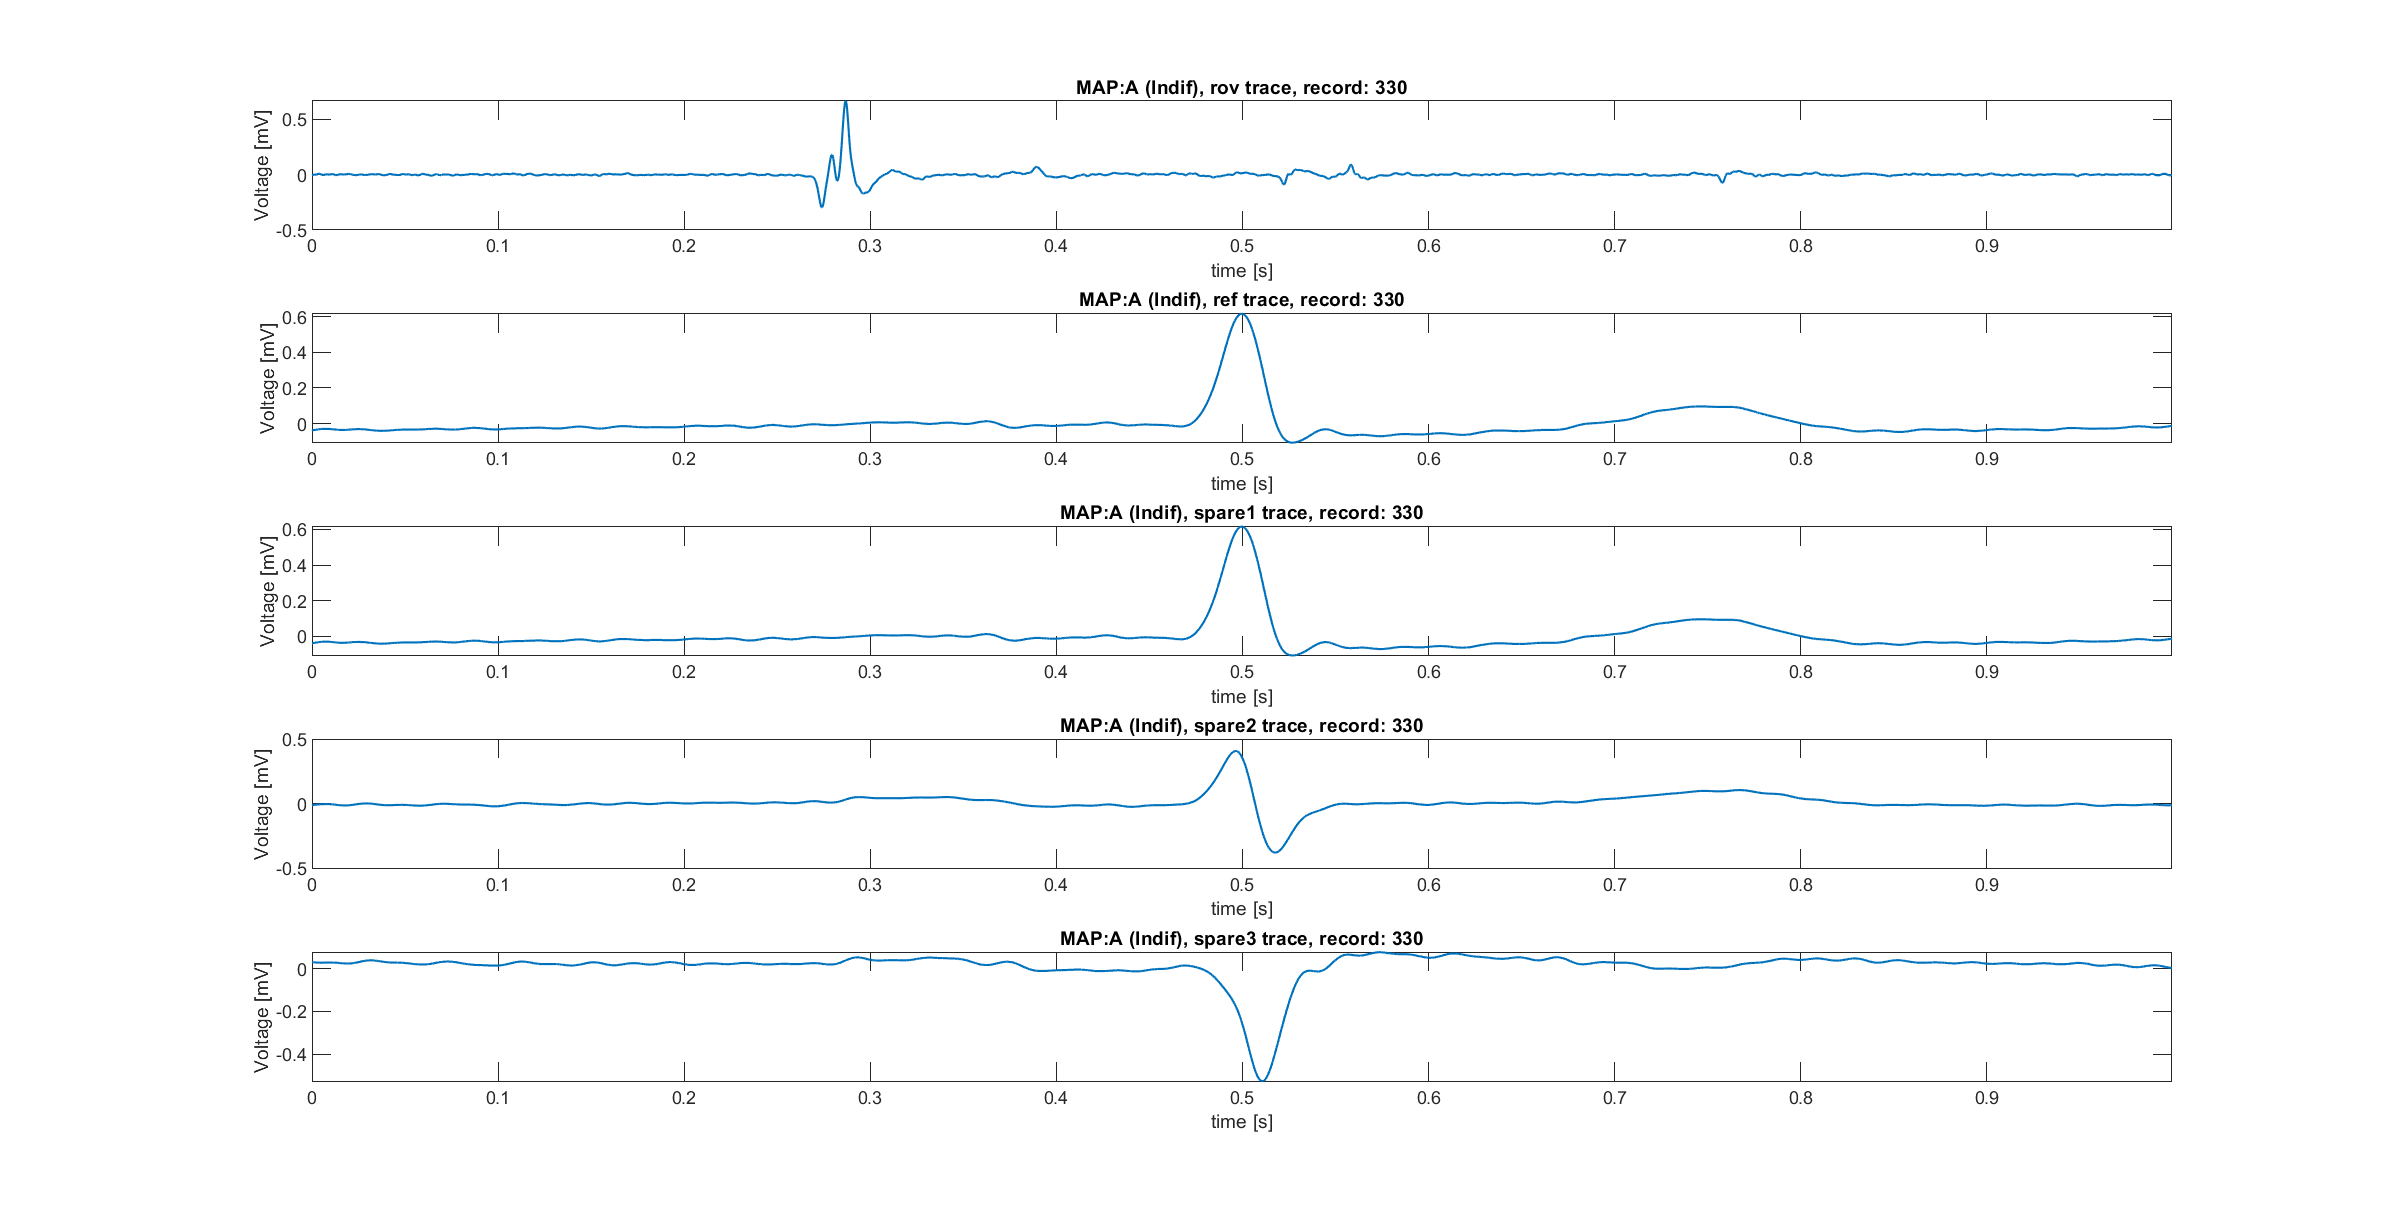 MAP:A (Indif), rov trace, record: 330
Voltage [mV]
0.5
0
-0.5
0 0.1 0.2 0.3 0.4 0.5 0.6 0.7 0.8 0.9
time [s]
MAP:A (Indif), ref trace, record: 330
Voltage [mV]
0.6
0.4
0.2
0
0 0.1 0.2 0.3 0.4 0.5 0.6 0.7 0.8 0.9
time [s]
MAP:A (Indif), spare1 trace, record: 330
Voltage [mV]
0.6
0.4
0.2
0
0 0.1 0.2 0.3 0.4 0.5 0.6 0.7 0.8 0.9
time [s]
MAP:A (Indif), spare2 trace, record: 330
Voltage [mV]
0.5
0
-0.5
0 0.1 0.2 0.3 0.4 0.5 0.6 0.7 0.8 0.9
time [s]
MAP:A (Indif), spare3 trace, record: 330
Voltage [mV]
0
-0.2
-0.4
0 0.1 0.2 0.3 0.4 0.5 0.6 0.7 0.8 0.9
time [s]